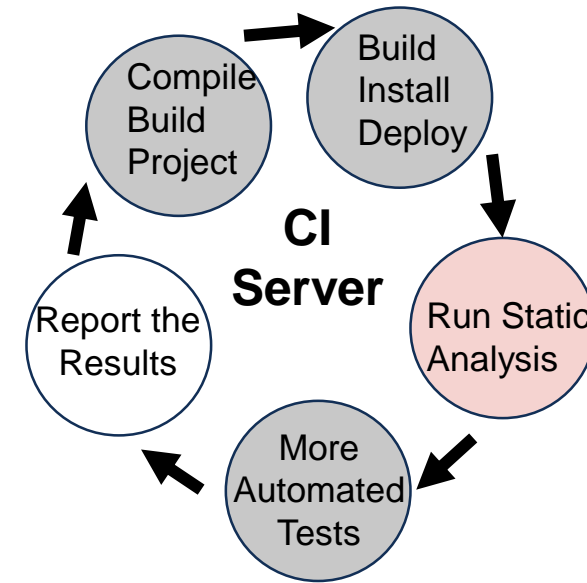 Compile
Build
Project
Build
Install
Deploy
CI
Server
Run Static
Analysis
More
Automated
Tests
Report the
Results